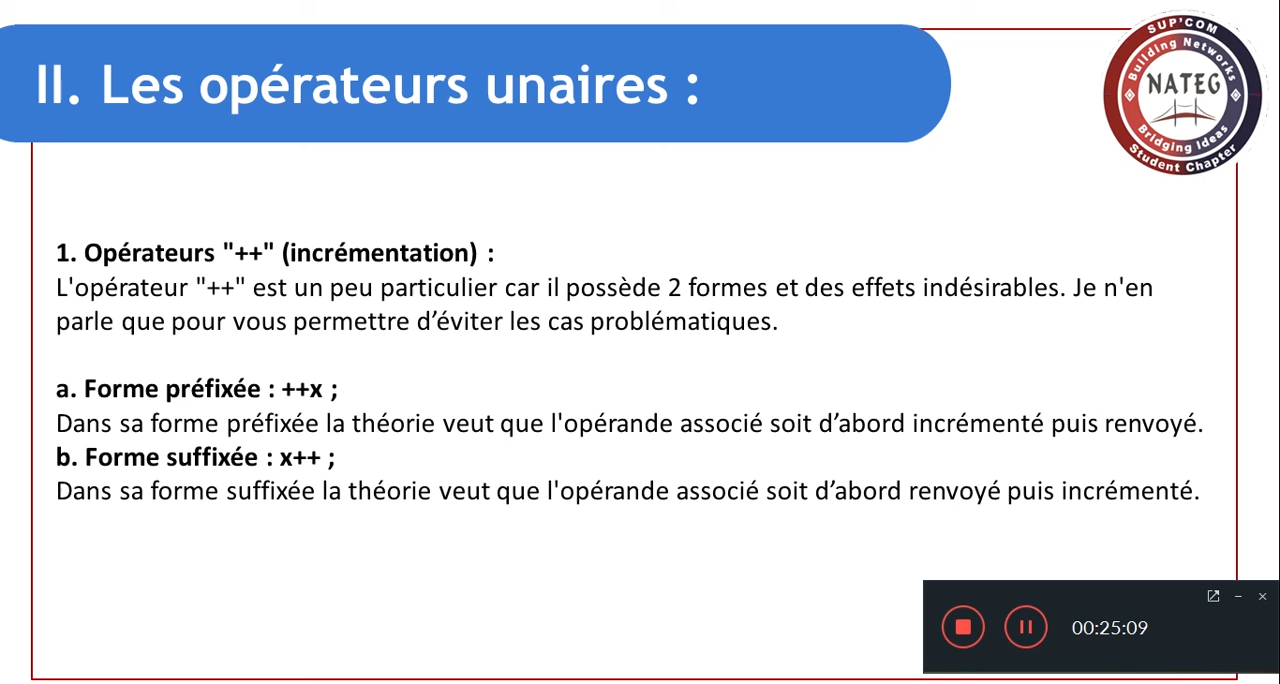 II. Les opérateurs unaires :
SUP'COM
Building Networks
NATEG
Bridging Ideas
Student Chapter
1. Opérateurs "++" (incrémentation) :
L'opérateur "++" est un peu particulier car il possède 2 formes et des effets indésirables. Je n'en
parle que pour vous permettre d’éviter les cas problématiques.
a. Forme préfixée : ++x ;
Dans sa forme préfixée la théorie veut que l'opérande associé soit d’abord incrémenté puis renvoyé.
b. Forme suffixée : x++ ;
Dans sa forme suffixée la théorie veut que l'opérande associé soit d’abord renvoyé puis incrémenté.
00:25:09